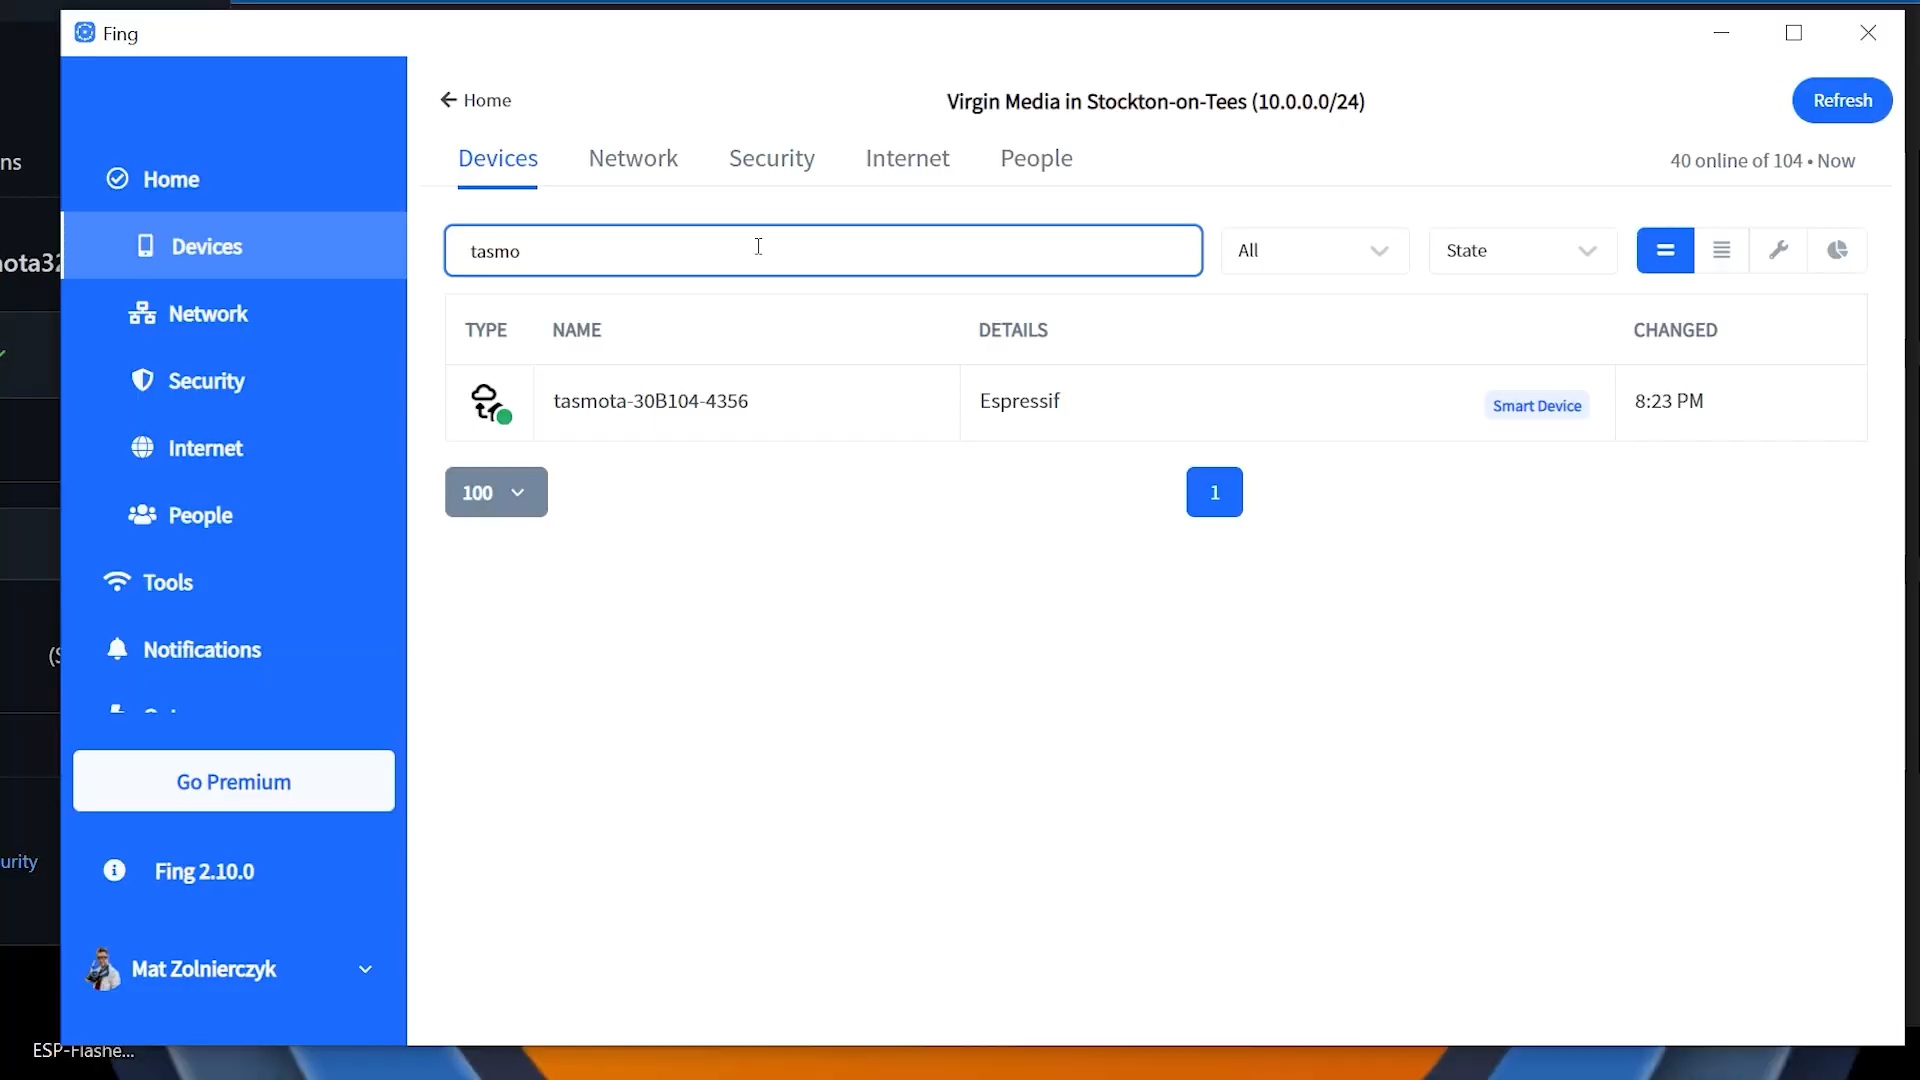 Fing
Home
Virgin Media in Stockton-on-Tees (10.0.0.0/24)
Refresh
Devices
Network
Security
Internet
People
40 online of 104 • Now
ns
Home
Devices
Network
Security
Internet
People
Tools
Notifications
Go Premium
Fing 2.10.0
Mat Zolnierczyk
tasmo
All
State
TYPE
NAME
DETAILS
CHANGED
tasmota-30B104-4356
Espressif
Smart Device
8:23 PM
100
1
ota32
(S
urity
ESP-Flashe...